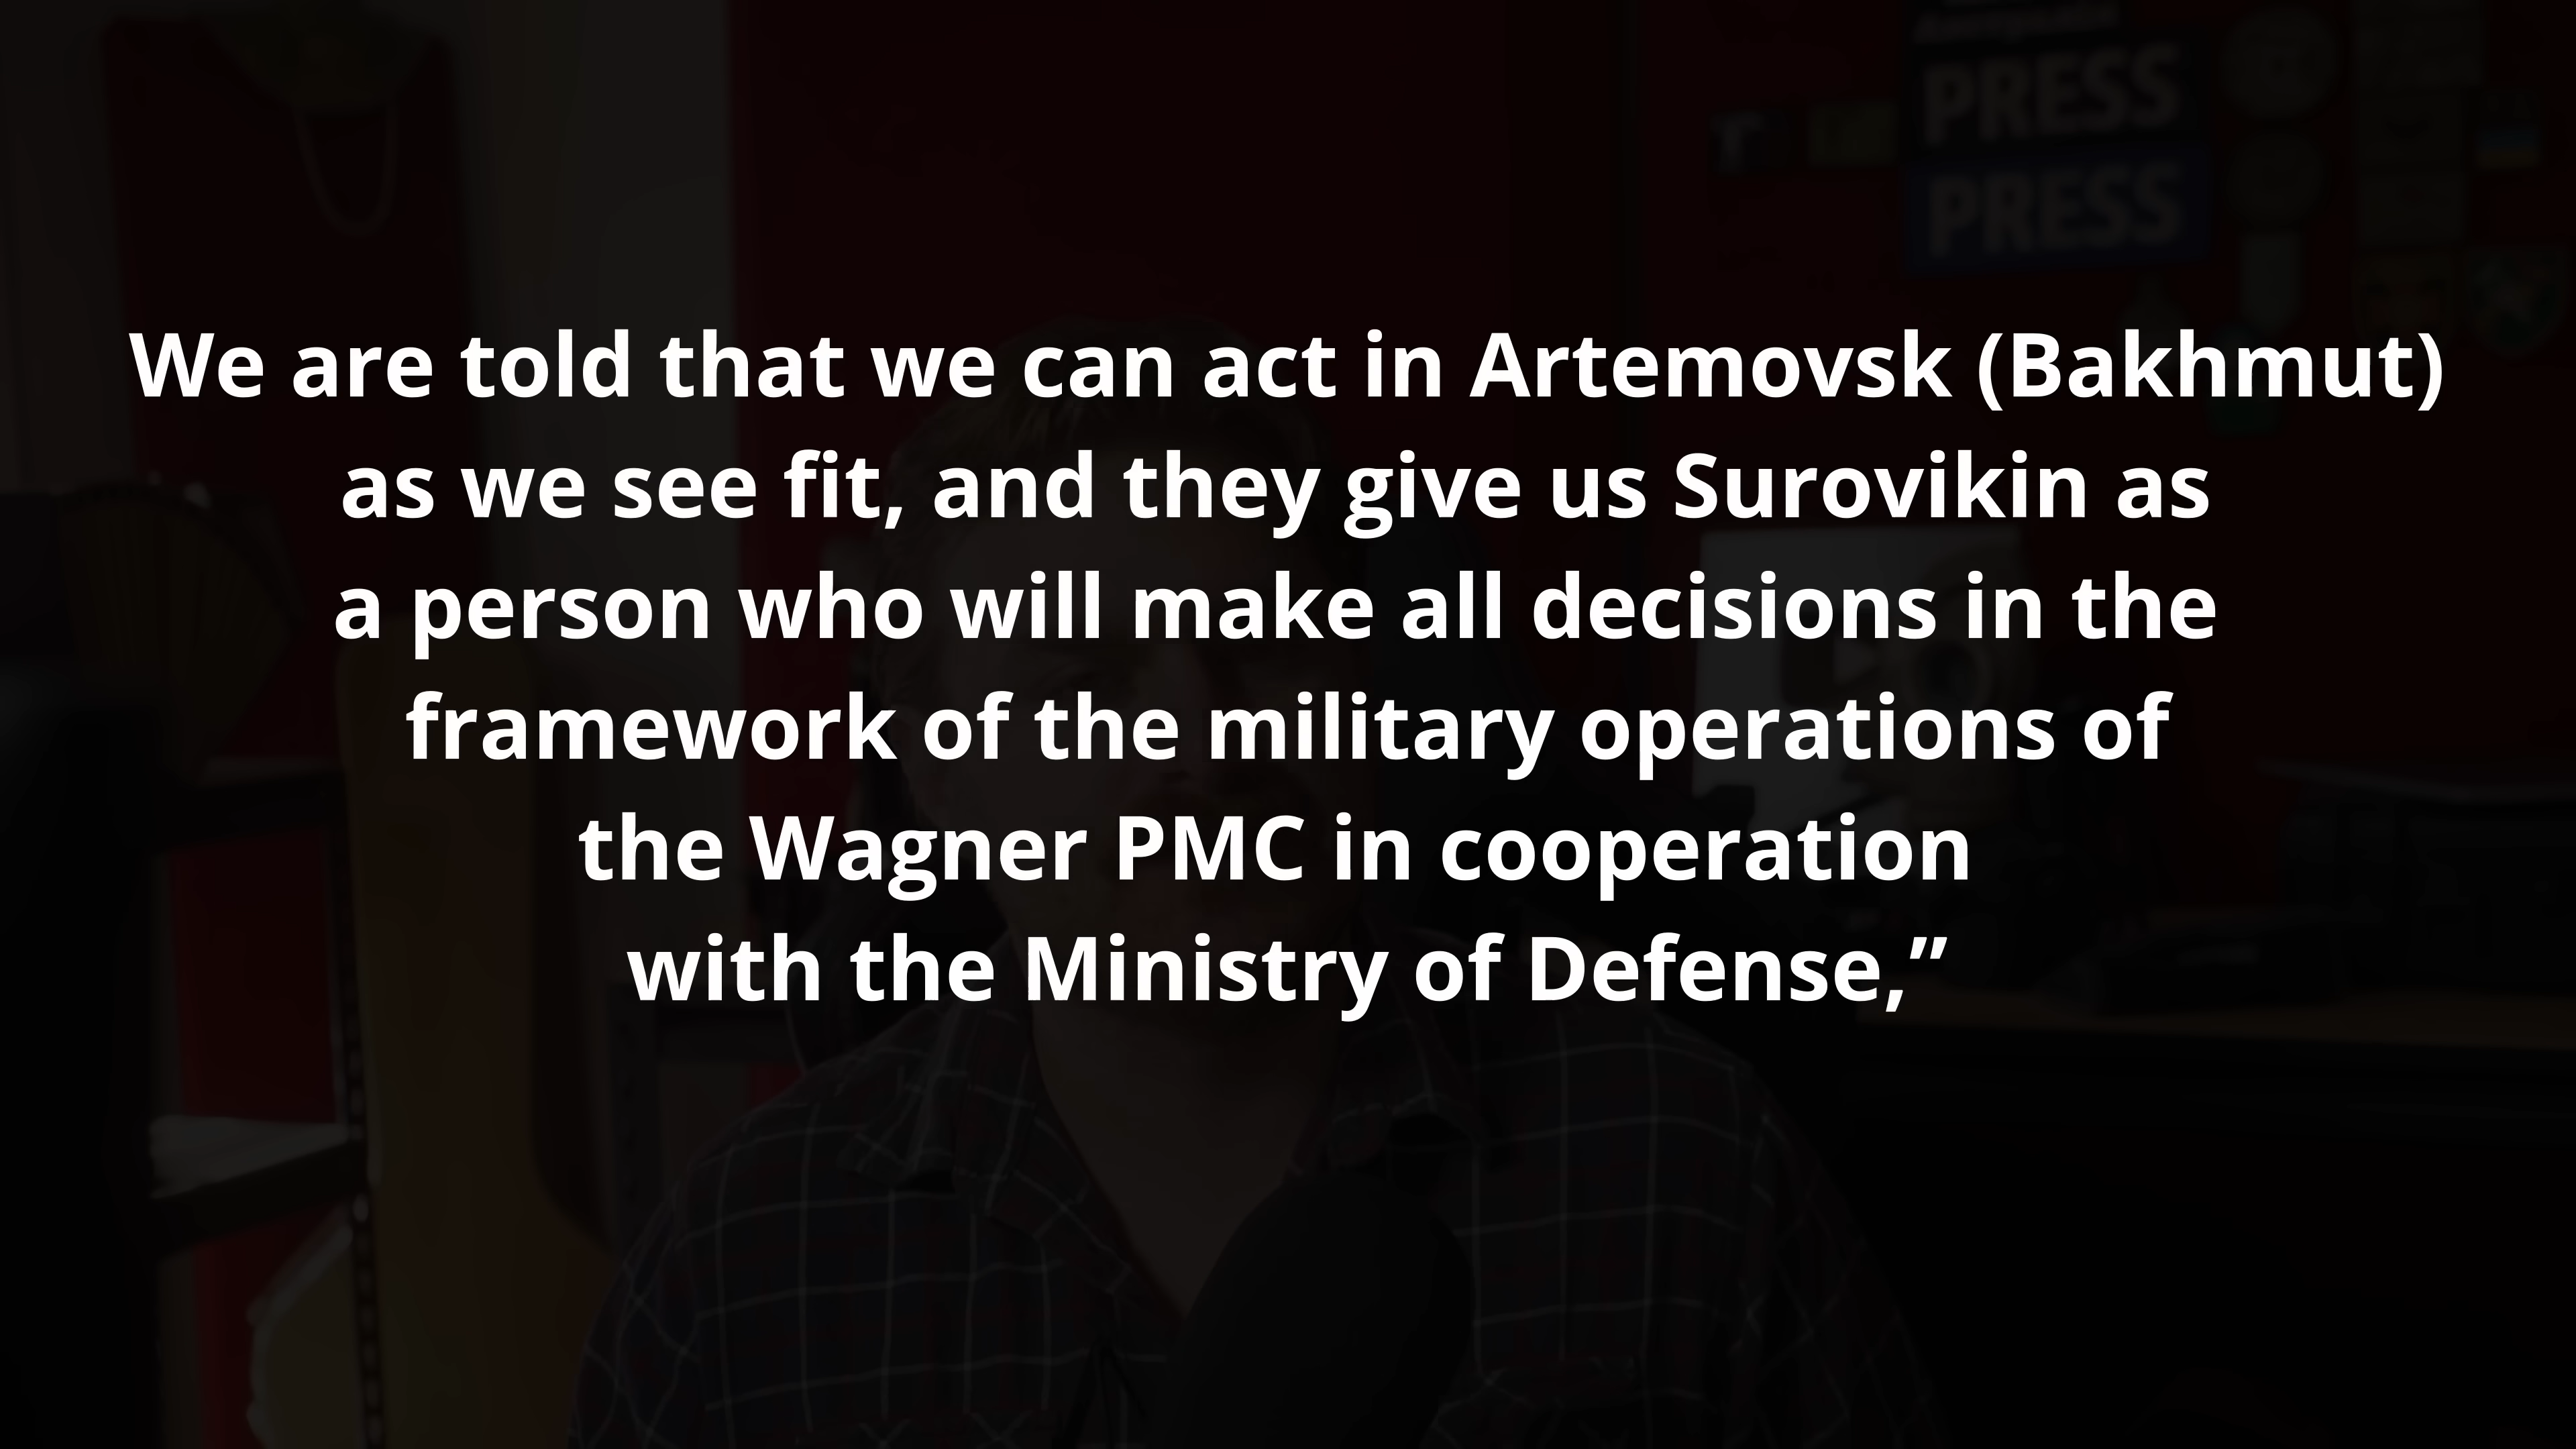 PRESS
PRESS
We are told that we can act in Artemovsk (Bakhmut)
as we see fit, and they give us Surovikin as
a person who will make all decisions in the
framework of the military operations of
the Wagner PMC in cooperation
with the Ministry of Defense,”